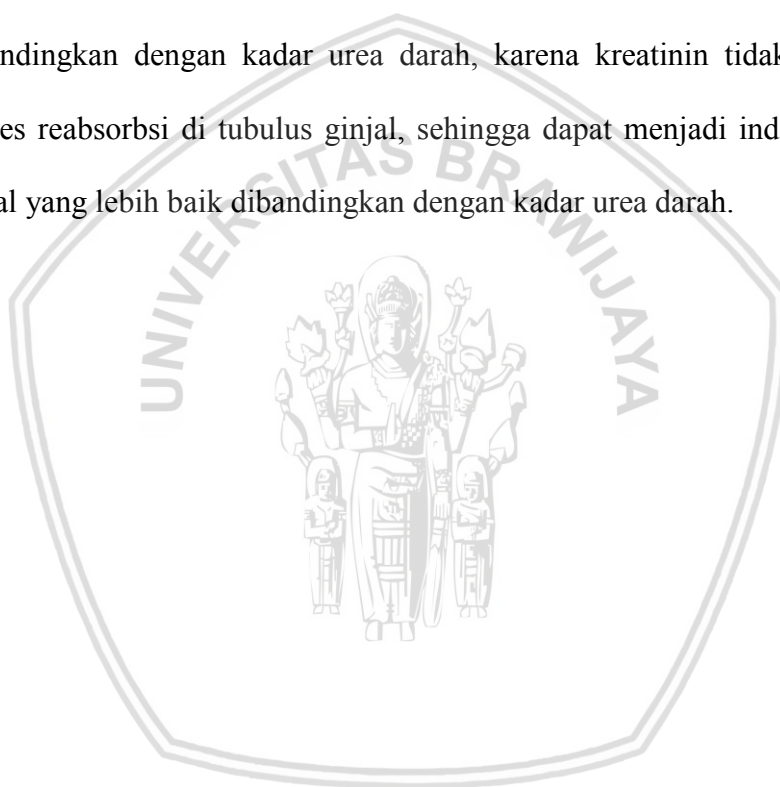 ndingkan dengan kadar urea darah, karena kreatinin tidak
es reabsorbsi di tubulus ginjal, sehingga dapat menjadi ind
al yang lebih baik dibandingkan dengan kadar urea darah.
UNIVERSITAS BRAWIJAYA